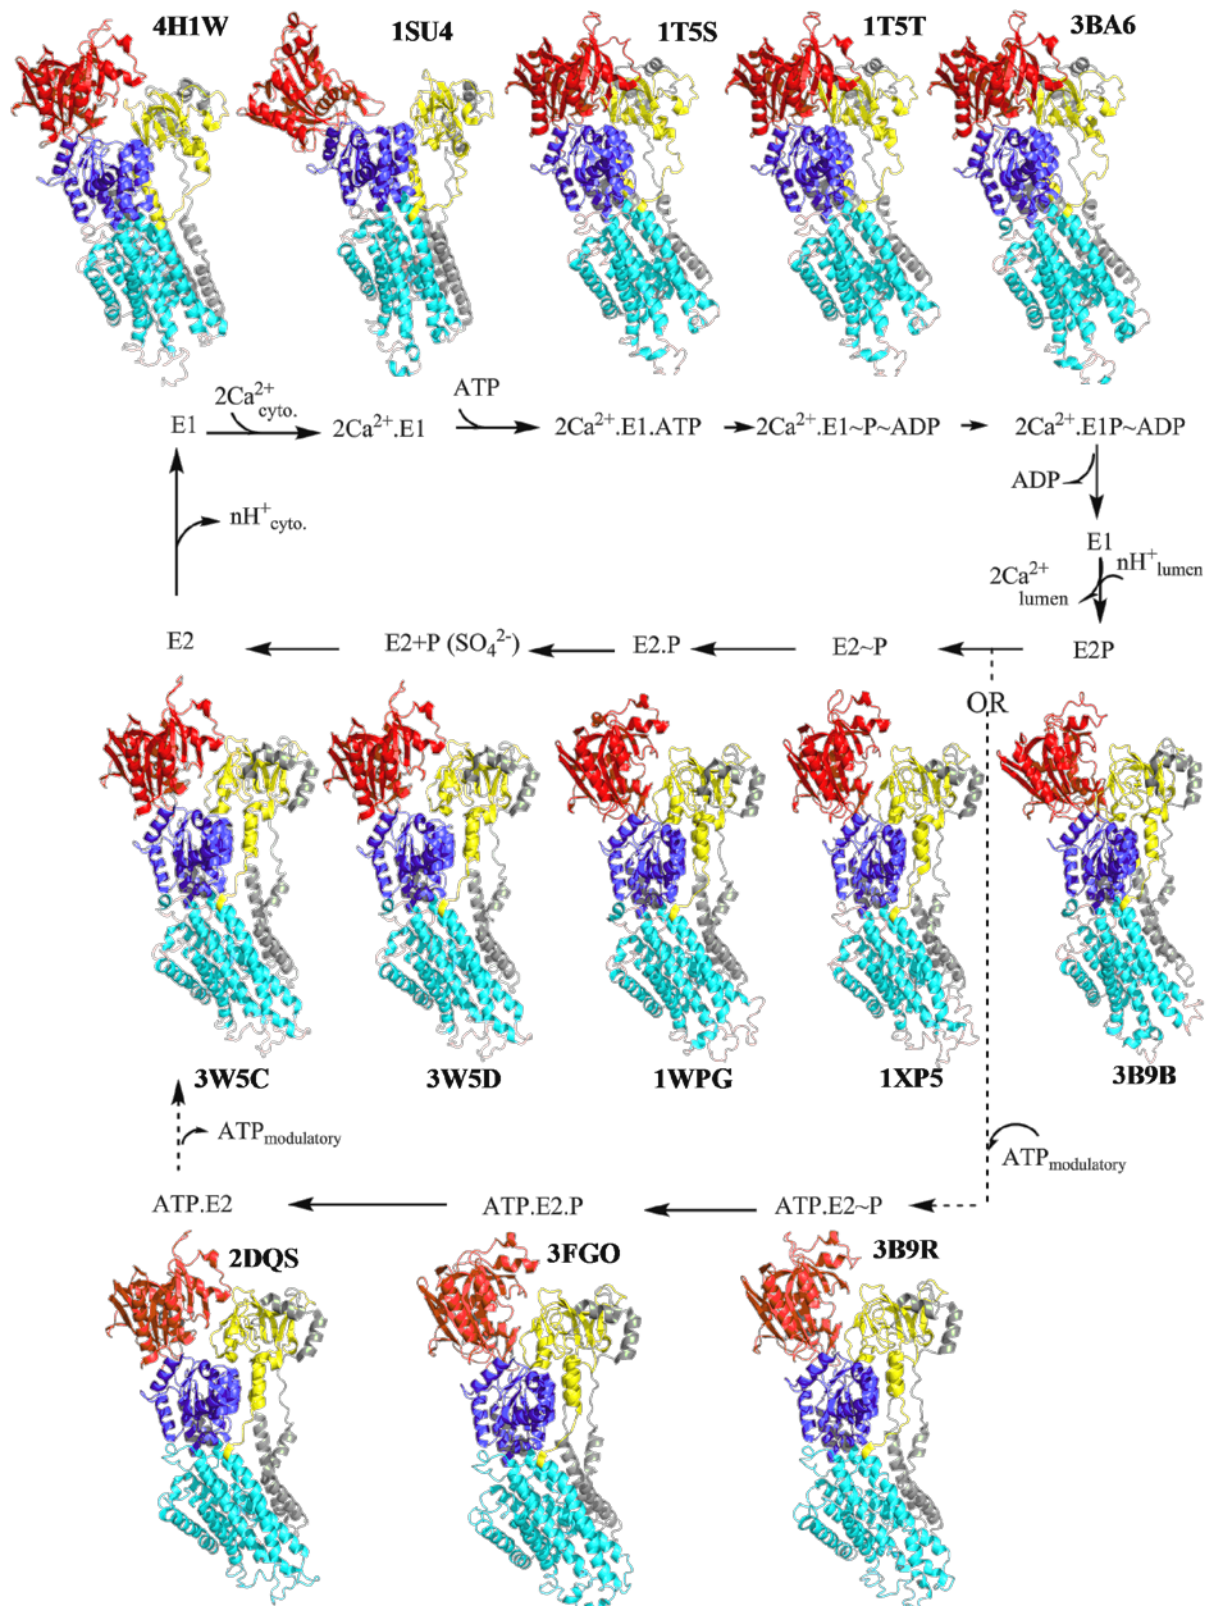 4H1W 1SU4 1T5S 1T5T 3BA6
2Ca²⁺cyto. ATP
E1 2Ca²⁺.E1 2Ca²⁺.E1.ATP 2Ca²⁺.E1~P~ADP 2Ca²⁺.E1P~ADP
ADP
nH⁺cyto.
E1
2Ca²⁺lumen nH⁺lumen
E2 E2+P (SO₄²⁻) E2.P E2~P E2P
OR
3W5C 3W5D 1WPG 1XP5 3B9B
ATPmodulatory
ATPmodulatory
ATP.E2 ATP.E2.P ATP.E2~P
2DQS 3FGO 3B9R